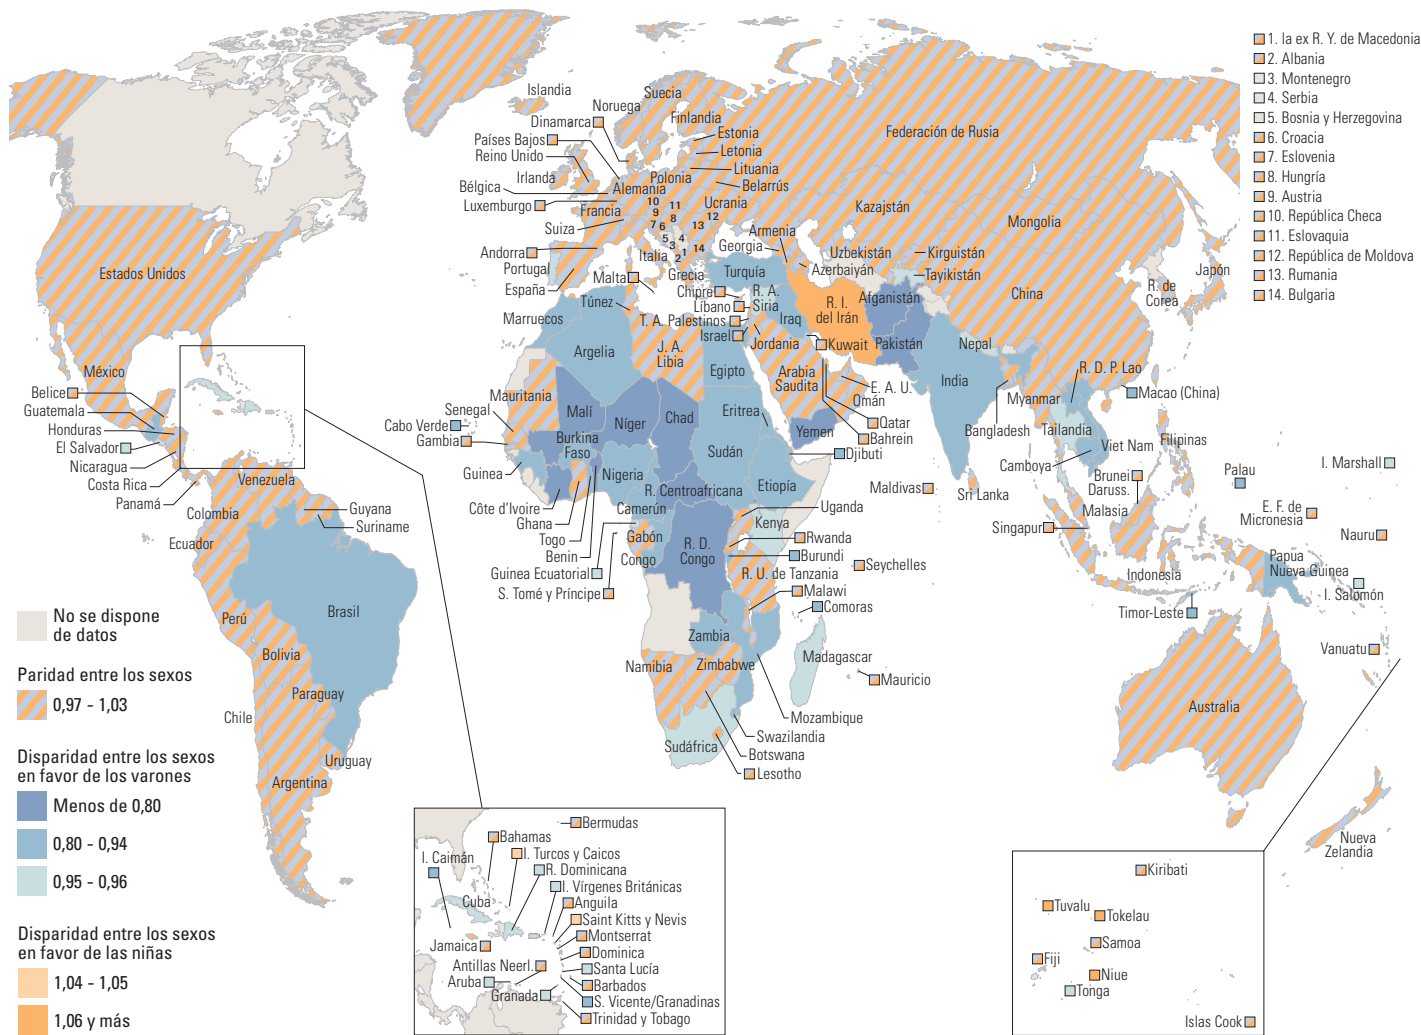 1. la ex R. Y. de Macedonia
2. Albania
3. Montenegro
4. Serbia
5. Bosnia y Herzegovina
6. Croacia
7. Eslovenia
8. Hungría
9. Austria
10. República Checa
11. Eslovaquia
12. República de Moldova
13. Rumania
14. Bulgaria
Islandia
Noruega
Suecia
Finlandia
Dinamarca
Países Bajos
Reino Unido
Irlanda
Estonia
Letonia
Lituania
Belarrús
Polonia
Alemania
Bélgica
Luxemburgo
Francia
Ucrania
Suiza
10
11
9
8
12
7
6
13
5
4
3
14
2
1
Federación de Rusia
Kazajstán
Mongolia
Armenia
Georgia
Uzbekistán
Kirguistán
Azerbaiyán
Tayikistán
Japón
R. de
Corea
China
Andorra
Portugal
España
Italia
Grecia
Malta
Turquía
Chipre
Líbano
R. A.
Siria
T. A. Palestinos
Israel
Iraq
R. I.
del Irán
Afganistán
Pakistán
Kuwait
Jordania
Arabia
Saudita
E. A. U.
Omán
Qatar
Bahrein
Yemen
Djibuti
Nepal
India
Bangladesh
Myanmar
R. D. P. Lao
Macao (China)
Tailandia
Viet Nam
Camboya
Filipinas
Brunei
Daruss.
Malasia
Singapur
Sri Lanka
Maldivas
Indonesia
Palau
I. Marshall
E. F. de
Micronesia
Nauru
Papua
Nueva Guinea
I. Salomón
Timor-Leste
Vanuatu
Australia
Nueva
Zelandia
Estados Unidos
México
Belice
Guatemala
Honduras
El Salvador
Nicaragua
Costa Rica
Panamá
Venezuela
Colombia
Guyana
Suriname
Ecuador
Brasil
Perú
Bolivia
Paraguay
Chile
Uruguay
Argentina
Túnez
Marruecos
Argelia
J. A.
Libia
Egipto
Mauritania
Senegal
Cabo Verde
Gambia
Malí
Níger
Chad
Burkina
Faso
Eritrea
Sudán
Guinea
Nigeria
R. Centroafricana
Etiopía
Côte d'Ivoire
Ghana
Togo
Benin
Camerún
Gabón
Congo
Guinea Ecuatorial
S. Tomé y Príncipe
R. D.
Congo
Uganda
Kenya
Rwanda
Burundi
R. U. de Tanzania
Seychelles
Malawi
Comoras
Zambia
Zimbabwe
Namibia
Madagascar
Mauricio
Mozambique
Swazilandia
Botswana
Sudáfrica
Lesotho
No se dispone
de datos
Paridad entre los sexos
0,97 - 1,03
Disparidad entre los sexos
en favor de los varones
Menos de 0,80
0,80 - 0,94
0,95 - 0,96
Disparidad entre los sexos
en favor de las niñas
1,04 - 1,05
1,06 y más
Bermudas
Bahamas
I. Turcos y Caicos
I. Caimán
R. Dominicana
I. Vírgenes Británicas
Cuba
Anguila
Saint Kitts y Nevis
Montserrat
Jamaica
Dominica
Antillas Neerl.
Santa Lucía
Aruba
Barbados
Granada
S. Vicente/Granadinas
Trinidad y Tobago
Kiribati
Tuvalu
Tokelau
Samoa
Fiji
Niue
Tonga
Islas Cook